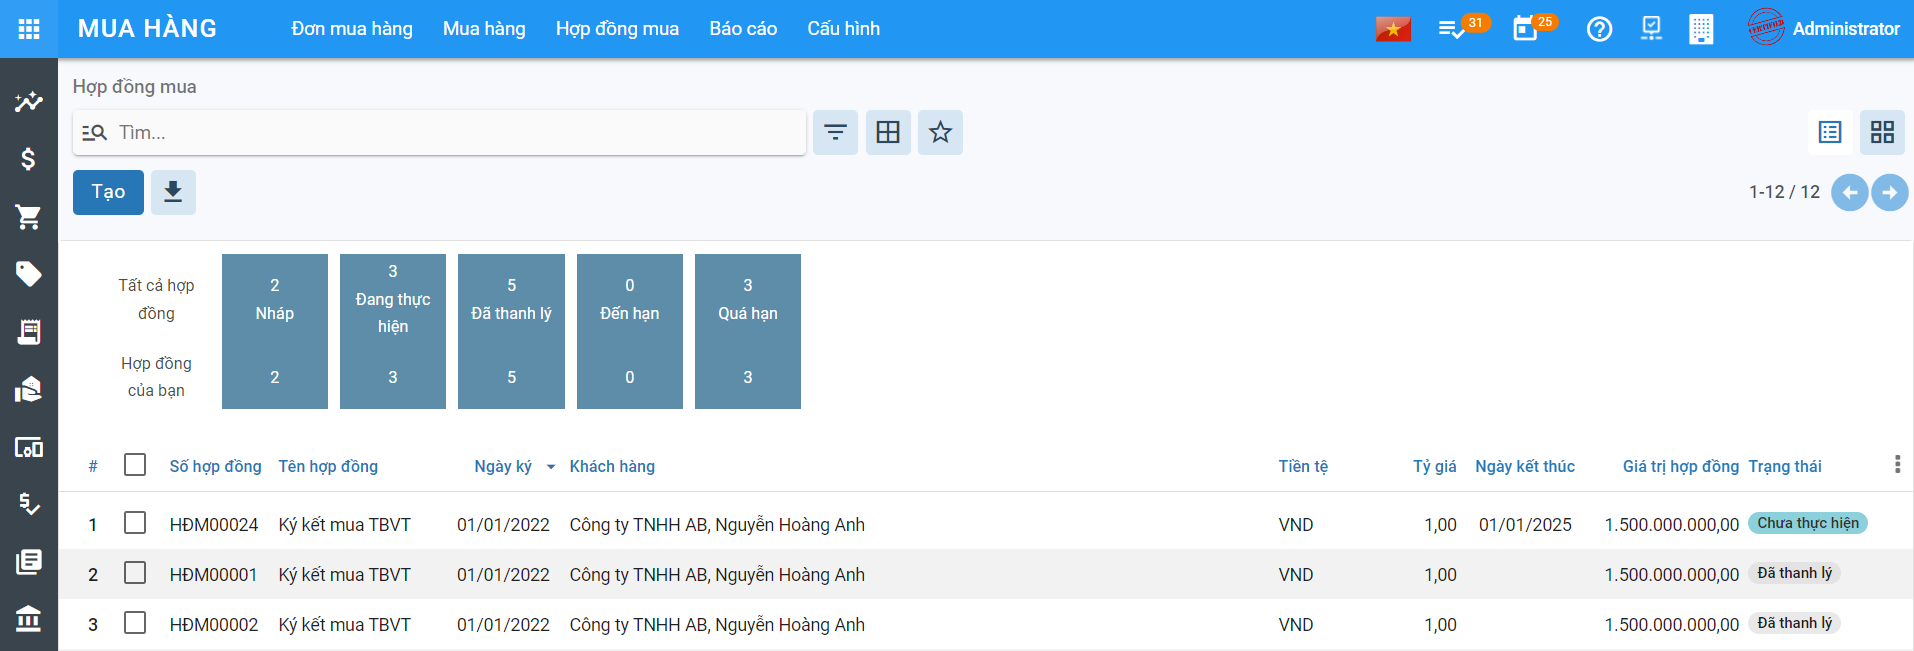 MUA HÀNG
Đơn mua hàng Mua hàng Hợp đồng mua Báo cáo Cấu hình
31
25
CERTIFIED
Administrator
Hợp đồng mua
Tìm...
Tạo
1-12 / 12
Tất cả hợp đồng
2 Nháp
3 Đang thực hiện
5 Đã thanh lý
0 Đến hạn
3 Quá hạn
Hợp đồng của bạn
2 3 5 0 3
# Số hợp đồng Tên hợp đồng Ngày ký Khách hàng Tiền tệ Tỷ giá Ngày kết thúc Giá trị hợp đồng Trạng thái
1 HĐM00024 Ký kết mua TBVT 01/01/2022 Công ty TNHH AB, Nguyễn Hoàng Anh VND 1,00 01/01/2025 1.500.000.000,00 Chưa thực hiện
2 HĐM00001 Ký kết mua TBVT 01/01/2022 Công ty TNHH AB, Nguyễn Hoàng Anh VND 1,00 1.500.000.000,00 Đã thanh lý
3 HĐM00002 Ký kết mua TBVT 01/01/2022 Công ty TNHH AB, Nguyễn Hoàng Anh VND 1,00 1.500.000.000,00 Đã thanh lý